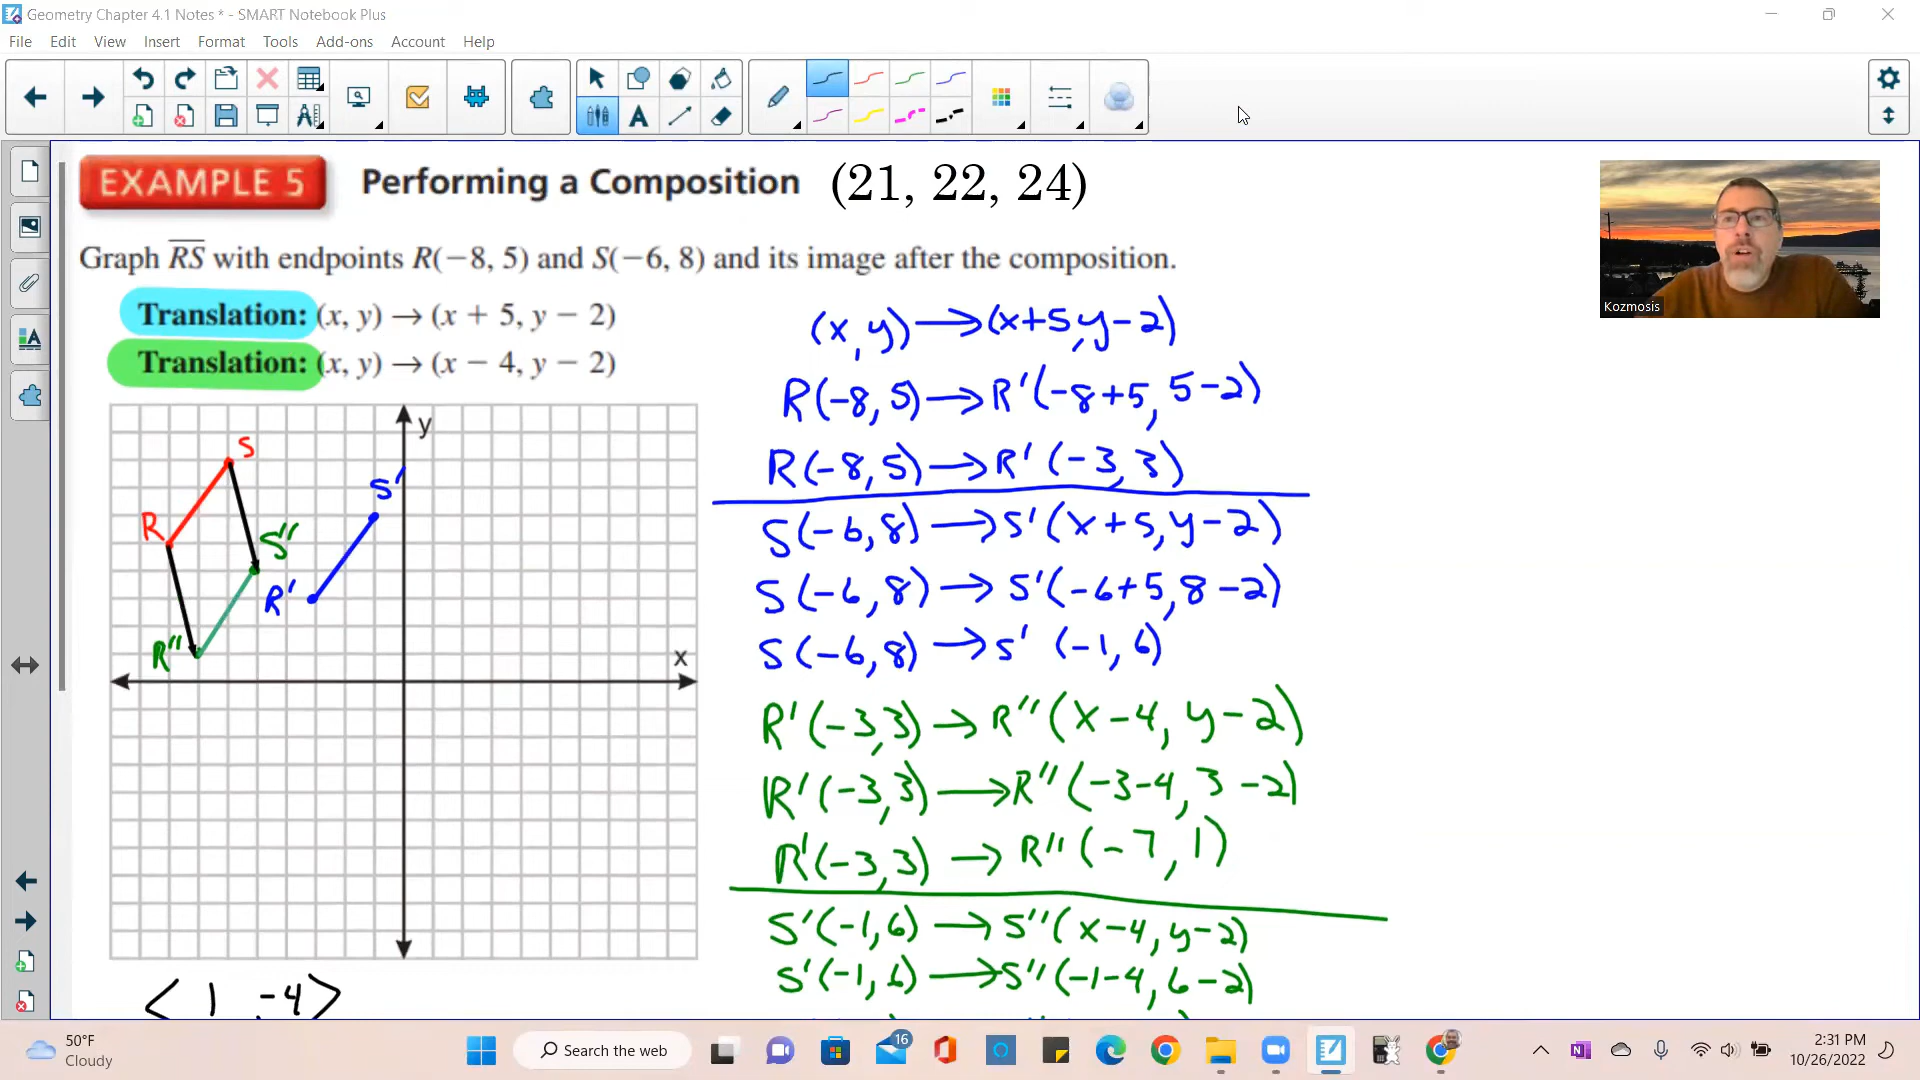 Geometry Chapter 4.1 Notes * - SMART Notebook Plus
File Edit View Insert Format Tools Add-ons Account Help
EXAMPLE 5 Performing a Composition (21, 22, 24)
Graph RS with endpoints R(−8, 5) and S(−6, 8) and its image after the composition.
Translation: (x, y) → (x + 5, y − 2)
Translation: (x, y) → (x − 4, y − 2)
y
x
S
R
S''
R''
S'
R'
< 1, -4 >
(x, y) → (x+5, y-2)
R(-8, 5) → R'(-8+5, 5-2)
R(-8, 5) → R'(-3, 3)
S(-6, 8) → S'(x+5, y-2)
S(-6, 8) → S'(-6+5, 8-2)
S(-6, 8) → S' (-1, 6)
R'(-3, 3) → R''(x-4, y-2)
R'(-3, 3) → R''(-3-4, 3-2)
R'(-3, 3) → R''(-7, 1)
S'(-1, 6) → S''(x-4, y-2)
S'(-1, 6) → S''(-1-4, 6-2)
Kozmosis
50°F
Cloudy
Search the web
16
2:31 PM
10/26/2022